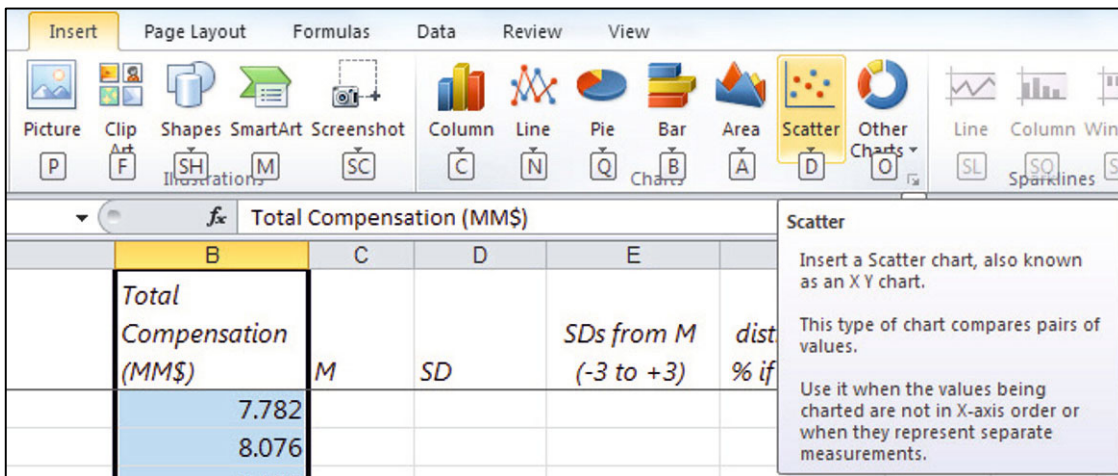 Insert Page Layout Formulas Data Review View
Picture Clip Art Shapes SmartArt Screenshot Column Line Pie Bar Area Scatter Other Charts Line Column
P F SH M SC C N Q B A D O SL SO S
Illustrations Charts Sparklines
fx Total Compensation (MM$)
B C D E
Total
Compensation SDs from M
(MM$) M SD (-3 to +3) % if
7.782
8.076
Scatter
Insert a Scatter chart, also known
as an X Y chart.
This type of chart compares pairs of
values.
Use it when the values being
charted are not in X-axis order or
when they represent separate
measurements.